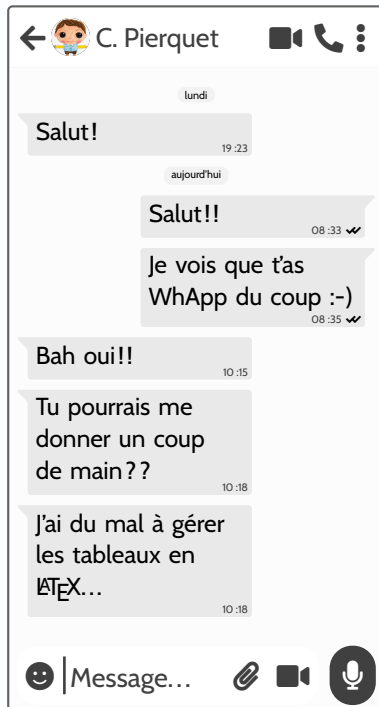 C. Pierquet
lundi
Salut!
19 :23
aujourd'hui
Salut!!
08 :33
Je vois que t'as
WhApp du coup :-)
08 :35
Bah oui!!
10 :15
Tu pourrais me
donner un coup
de main??
10 :18
J'ai du mal à gérer
les tableaux en
LATEX...
10 :18
Message...